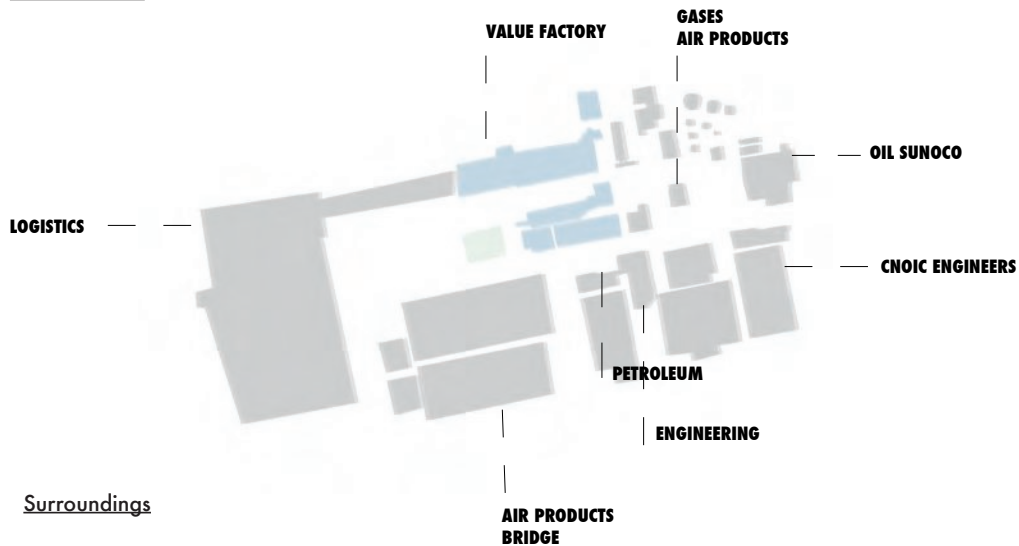 VALUE FACTORY
GASES
AIR PRODUCTS
OIL SUNOCO
LOGISTICS
CNOIC ENGINEERS
PETROLEUM
ENGINEERING
Surroundings
AIR PRODUCTS
BRIDGE